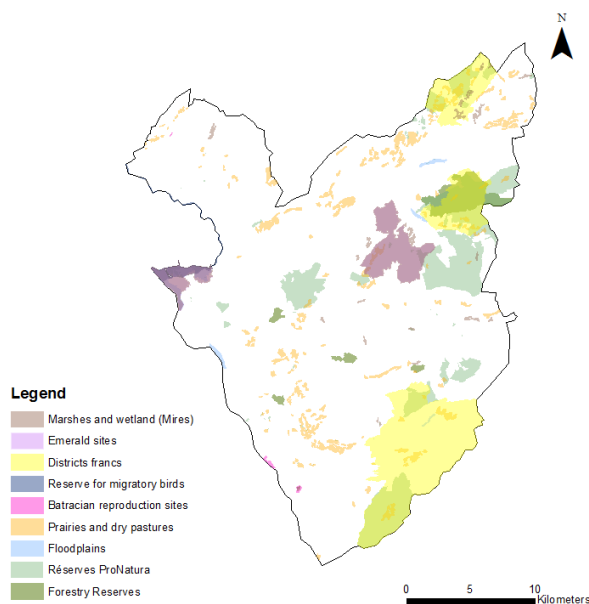 N
Legend
Marshes and wetland (Mires)
Emerald sites
Districts francs
Reserve for migratory birds
Batracian reproduction sites
Prairies and dry pastures
Floodplains
Réserves ProNatura
Forestry Reserves
0 5 10
Kilometers